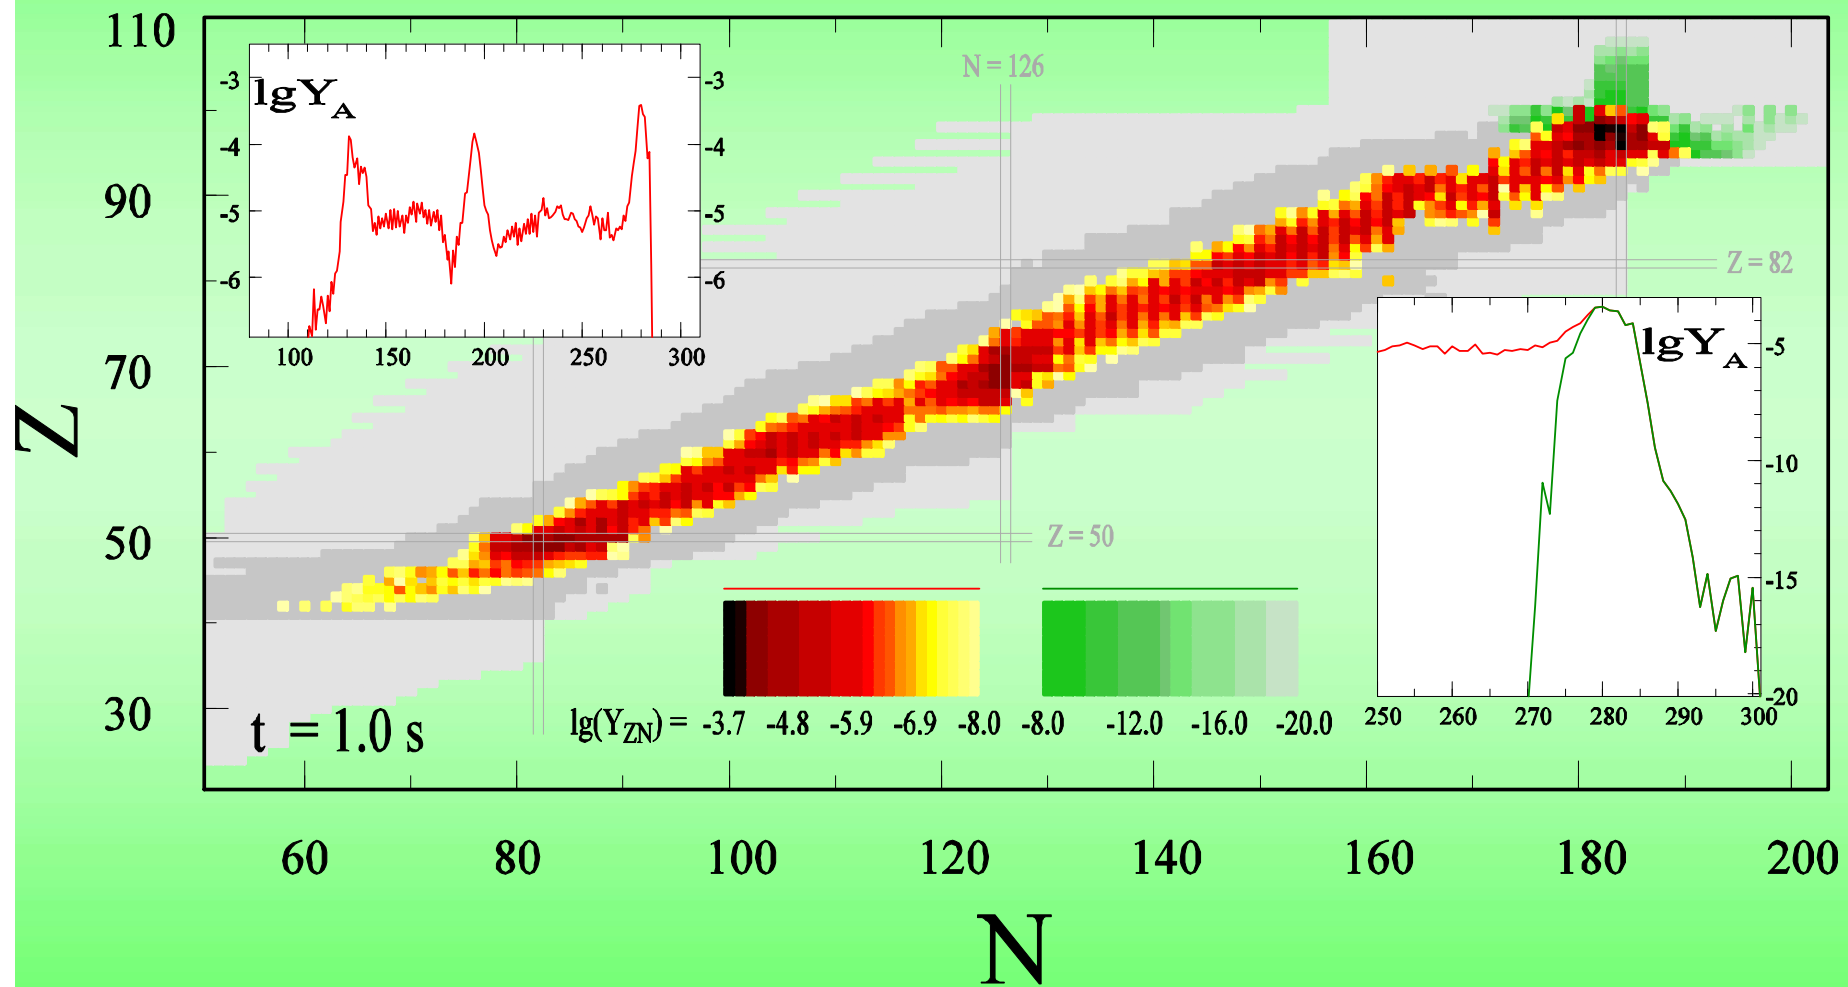 110
90
70
50
30
Z
-3
-4
-5
-6
lgY_A
-3
-4
-5
-6
100 150 200 250 300
N = 126
Z = 82
Z = 50
lgY_A
-5
-10
-15
-20
250 260 270 280 290 300
t = 1.0 s
lg(Y_ZN) = -3.7 -4.8 -5.9 -6.9 -8.0 -8.0 -12.0 -16.0 -20.0
60 80 100 120 140 160 180 200
N